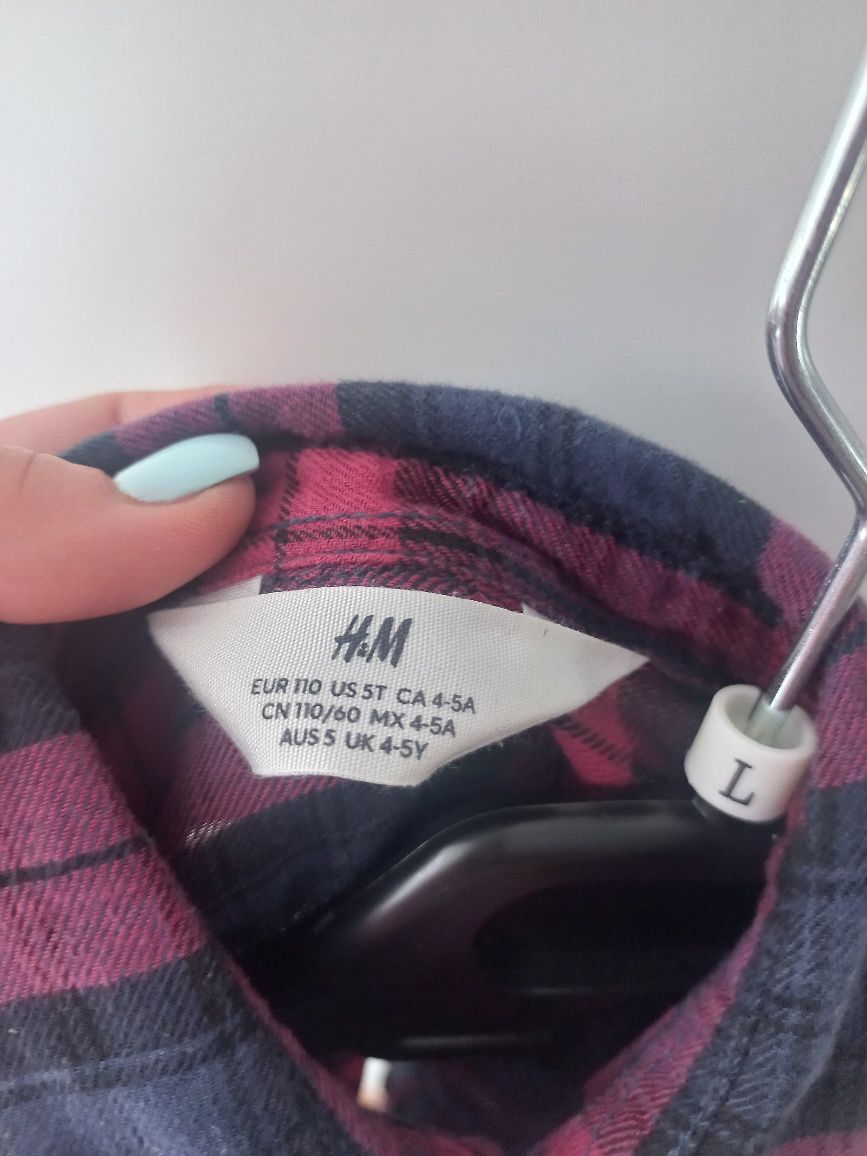 H&M
EUR 110 US 5T CA 4-5A
CN 110/60 MX 4-5A
AUS 5 UK 4-5Y
L